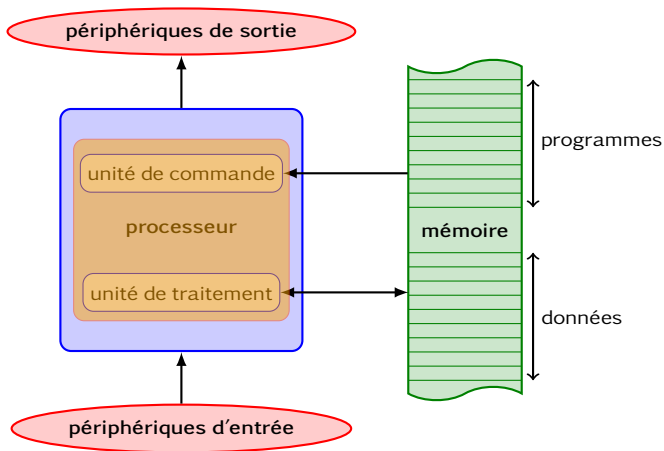 périphériques de sortie
programmes
unité de commande
processeur
mémoire
unité de traitement
données
périphériques d'entrée